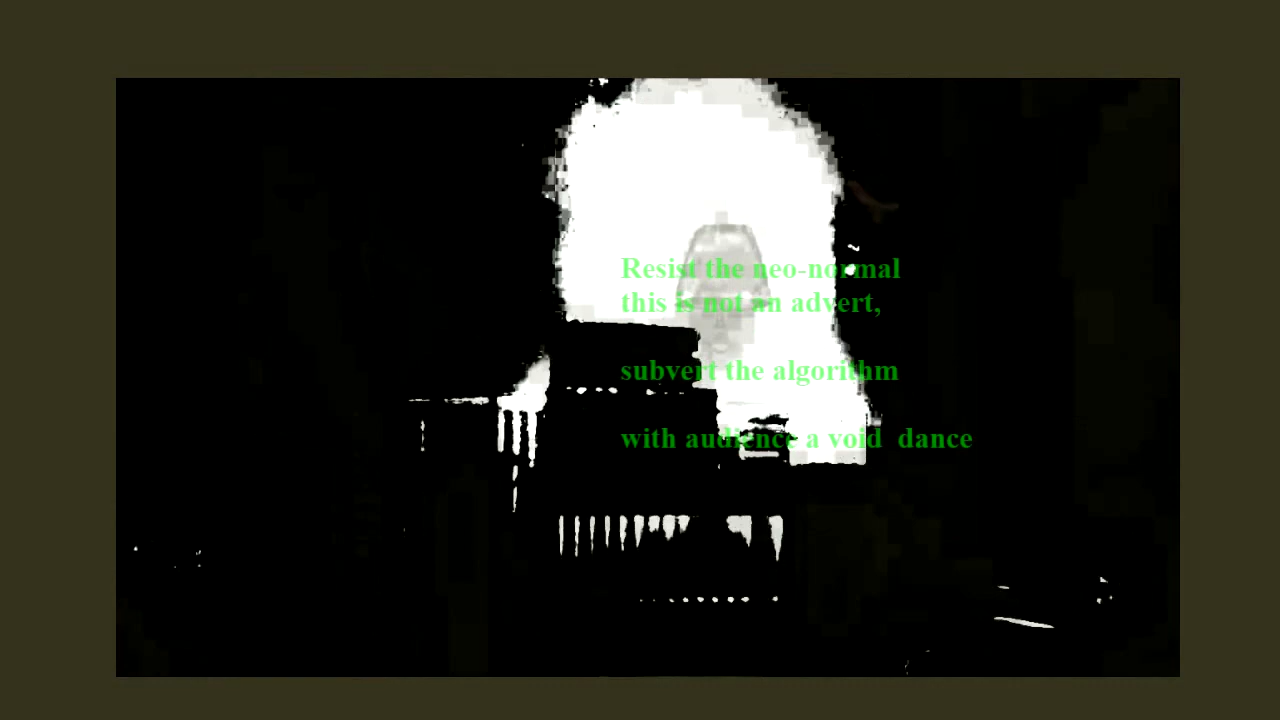 Resist the neo-normal
this is not an advert,
subvert the algorithm
with audience a void  dance